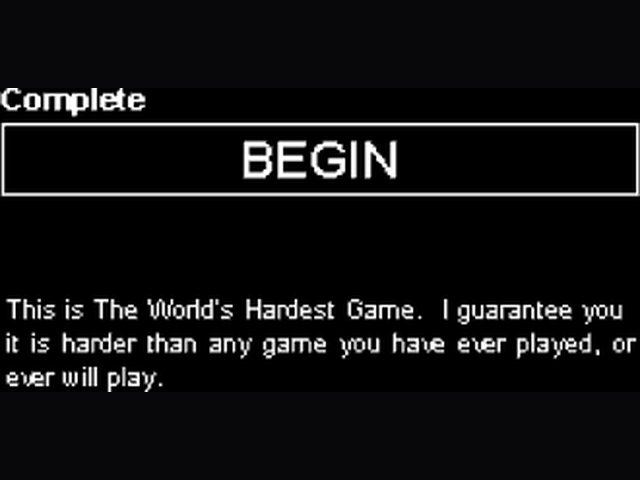 Complete
BEGIN
This is The World's Hardest Game. I guarantee you
it is harder than any game you have ever played, or
ever will play.